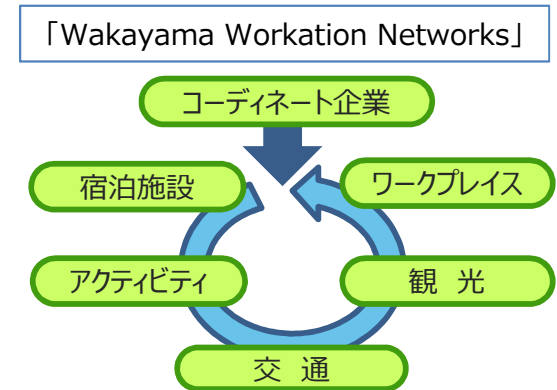 「Wakayama Workation Networks」
コーディネート企業
宿泊施設
ワークプレイス
アクティビティ
観　光
交　通